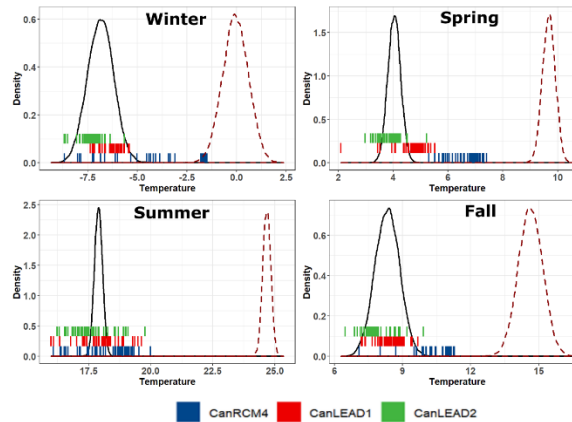 Winter
Spring
Density
0.6
0.4
0.2
0.0
-7.5
-5.0
-2.5
0.0
2.5
Temperature
Density
1.5
1.0
0.5
0.0
2
4
6
8
10
Temperature
Summer
Fall
Density
2.5
2.0
1.5
1.0
0.5
0.0
17.5
20.0
22.5
25.0
Temperature
Density
0.6
0.4
0.2
0.0
6
9
12
15
Temperature
CanRCM4
CanLEAD1
CanLEAD2